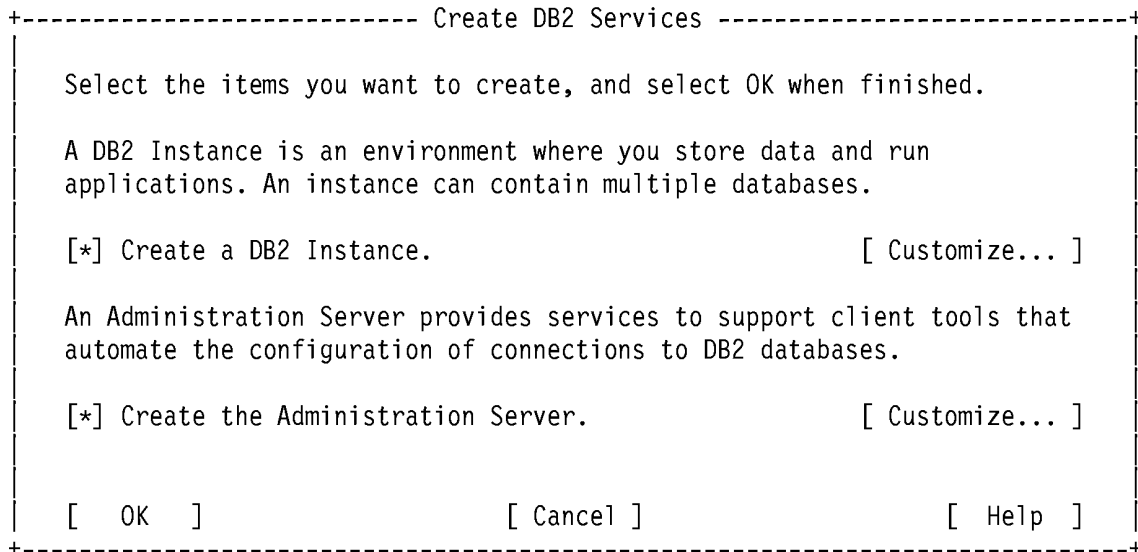 +---------------------------- Create DB2 Services -----------------------------+
Select the items you want to create, and select OK when finished.
A DB2 Instance is an environment where you store data and run
applications. An instance can contain multiple databases.
[*] Create a DB2 Instance. [ Customize... ]
An Administration Server provides services to support client tools that
automate the configuration of connections to DB2 databases.
[*] Create the Administration Server. [ Customize... ]
[ OK ] [ Cancel ] [ Help ]